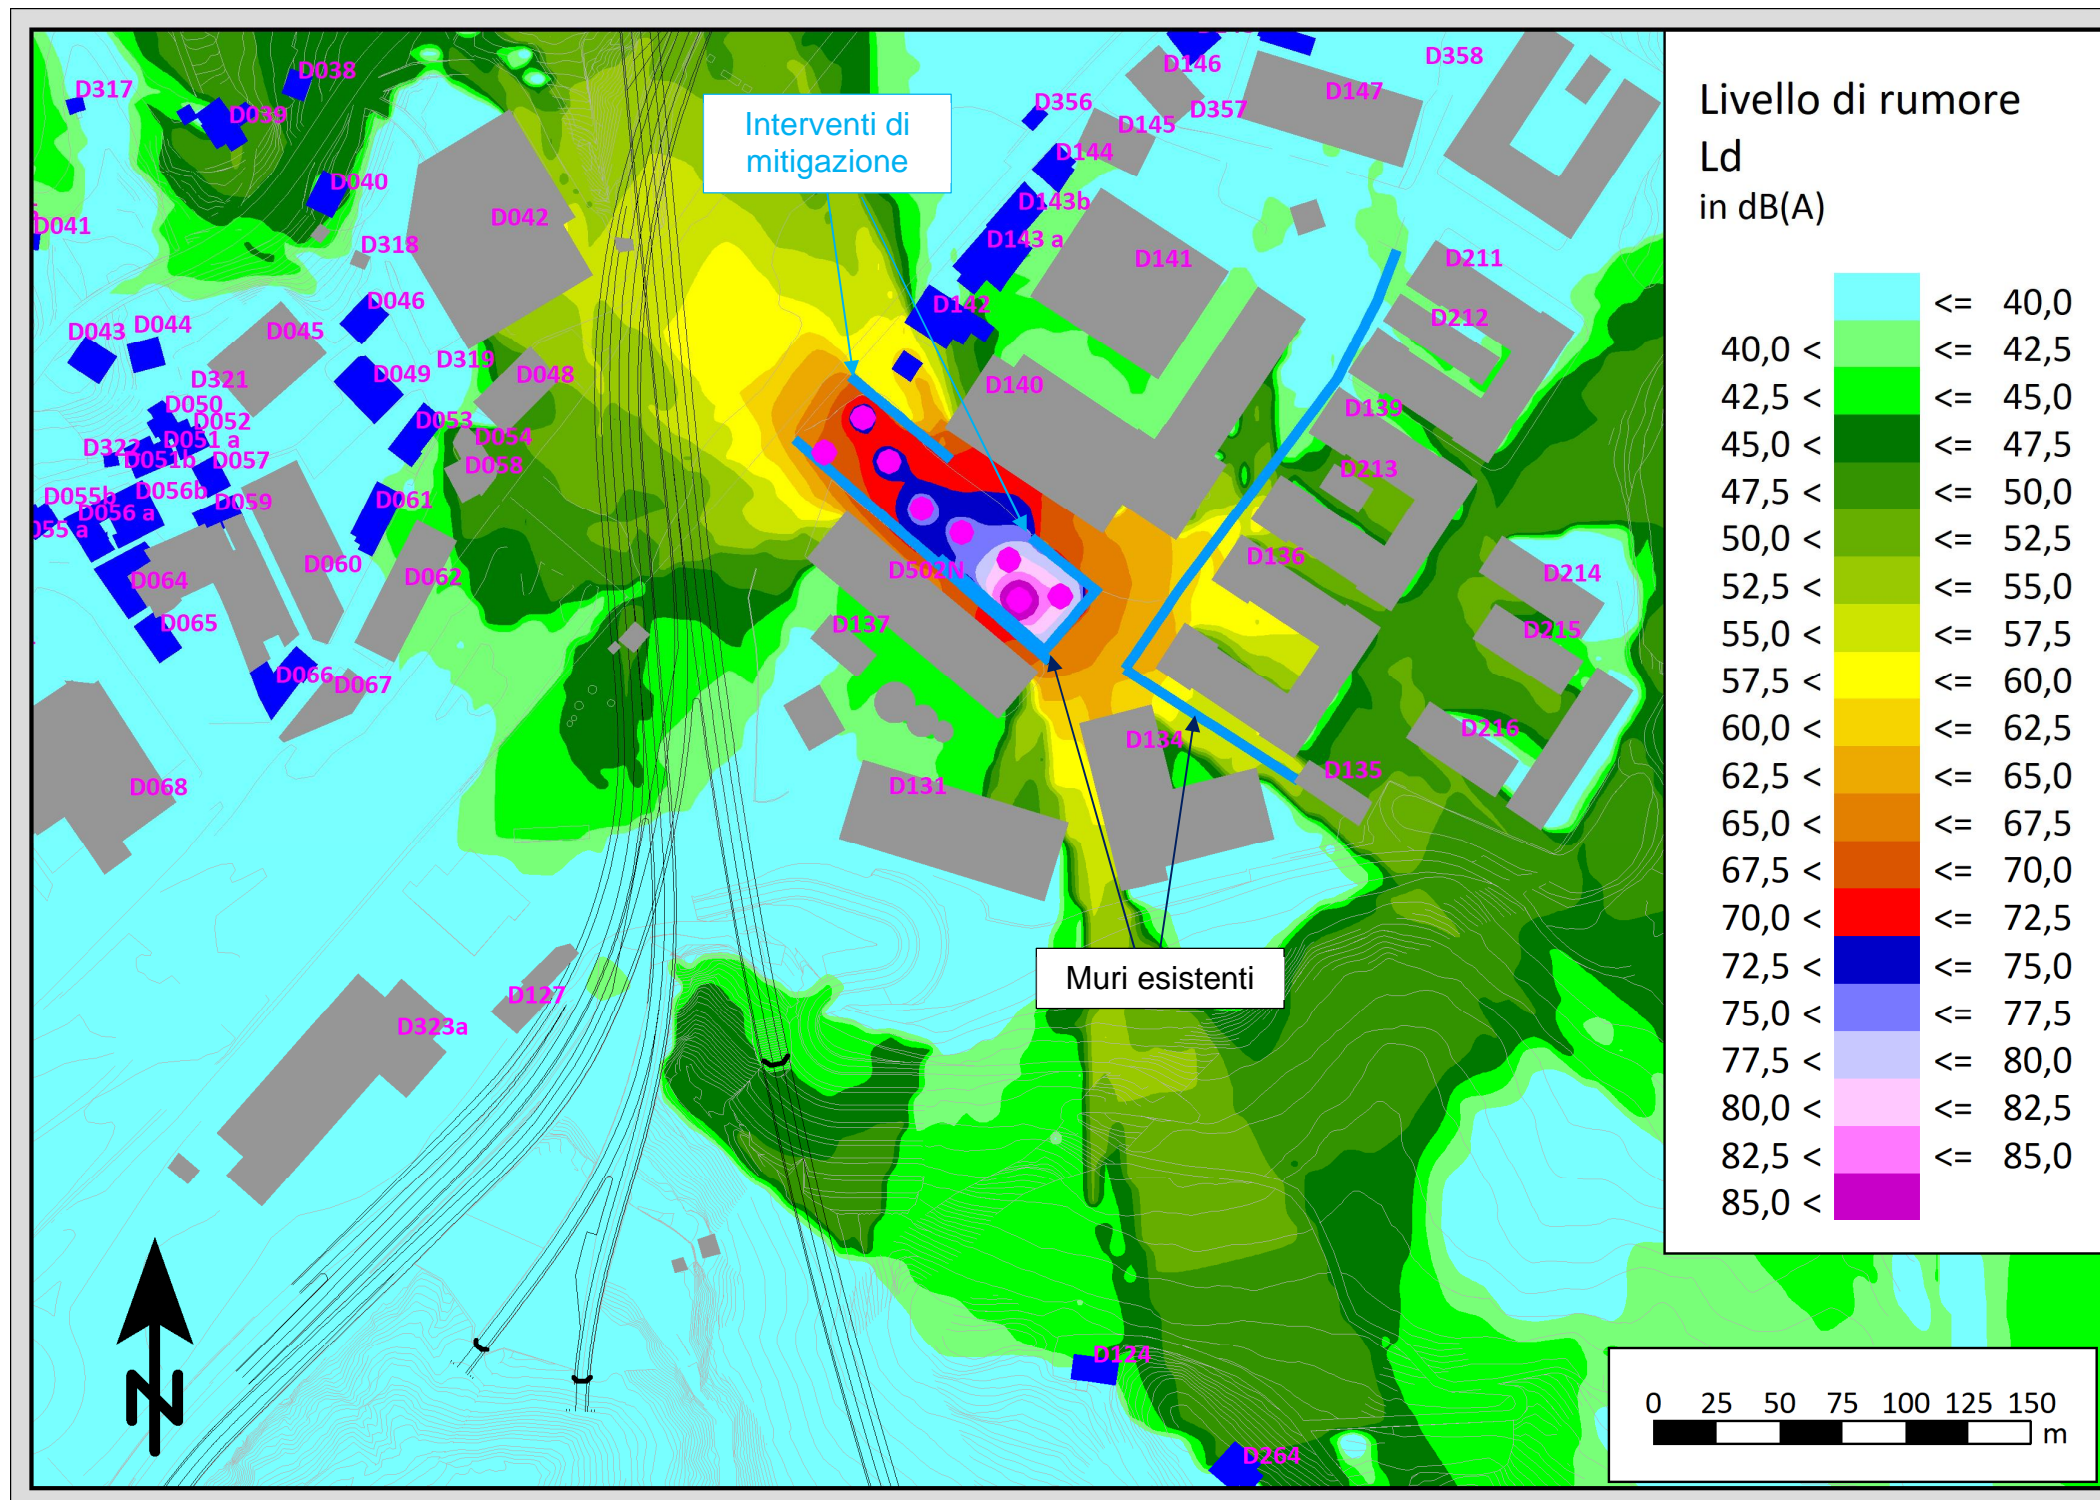 D317
D038
D039
D040
D041
D318
D042
Interventi di
mitigazione
D146
D356
D145
D357
D144
D147
D358
D143b
D143 a
D141
D142
D140
D211
D212
D139
D213
D136
D214
D215
D216
D043
D044
D045
D046
D321
D049
D319
D048
D050
D052
D051 a
D322
D051b
D057
D053
D054
D058
D055b
D056b
D056 a
D059
D061
D064
D060
D062
D065
D066
D067
D068
D502N
D137
D131
D134
D135
Muri esistenti
D127
D323a
D124
D264
N
Livello di rumore
Ld
in dB(A)
<= 40,0
40,0 < <= 42,5
42,5 < <= 45,0
45,0 < <= 47,5
47,5 < <= 50,0
50,0 < <= 52,5
52,5 < <= 55,0
55,0 < <= 57,5
57,5 < <= 60,0
60,0 < <= 62,5
62,5 < <= 65,0
65,0 < <= 67,5
67,5 < <= 70,0
70,0 < <= 72,5
72,5 < <= 75,0
75,0 < <= 77,5
77,5 < <= 80,0
80,0 < <= 82,5
82,5 < <= 85,0
85,0 <
0 25 50 75 100 125 150
m